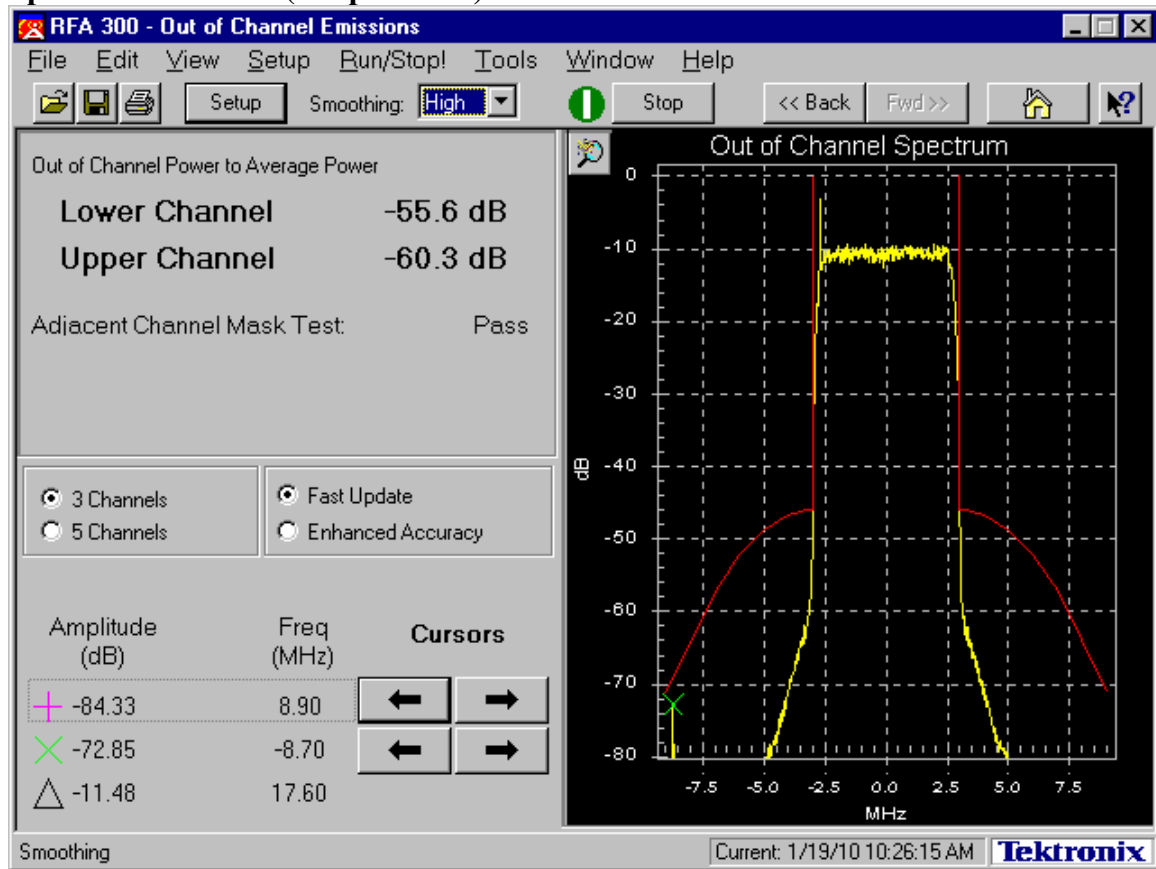 RFA 300 - Out of Channel Emissions
File Edit View Setup Run/Stop! Tools Window Help
Setup Smoothing: High Stop << Back Fwd >>
Out of Channel Power to Average Power
Lower Channel -55.6 dB
Upper Channel -60.3 dB
Adjacent Channel Mask Test: Pass
3 Channels
5 Channels
Fast Update
Enhanced Accuracy
Amplitude (dB) Freq (MHz) Cursors
-84.33 8.90
-72.85 -8.70
-11.48 17.60
Out of Channel Spectrum
0
-10
-20
-30
dB
-40
-50
-60
-70
-80
-7.5 -5.0 -2.5 0.0 2.5 5.0 7.5
MHz
Smoothing Current: 1/19/10 10:26:15 AM Tektronix